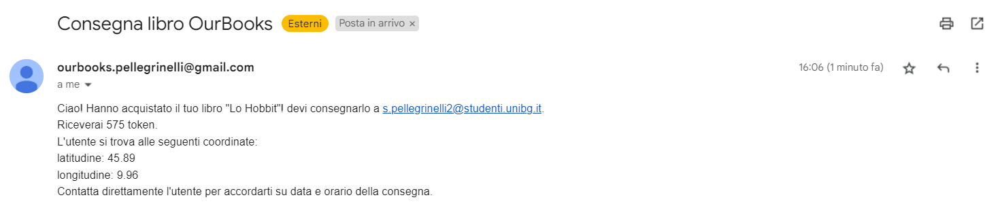 Consegna libro OurBooks Esterni Posta in arrivo ×
ourbooks.pellegrinelli@gmail.com 16:06 (1 minuto fa)
a me
Ciao! Hanno acquistato il tuo libro "Lo Hobbit"! devi consegnarlo a s.pellegrinelli2@studenti.unibg.it.
Riceverai 575 token.
L'utente si trova alle seguenti coordinate:
latitudine: 45.89
longitudine: 9.96
Contatta direttamente l'utente per accordarti su data e orario della consegna.